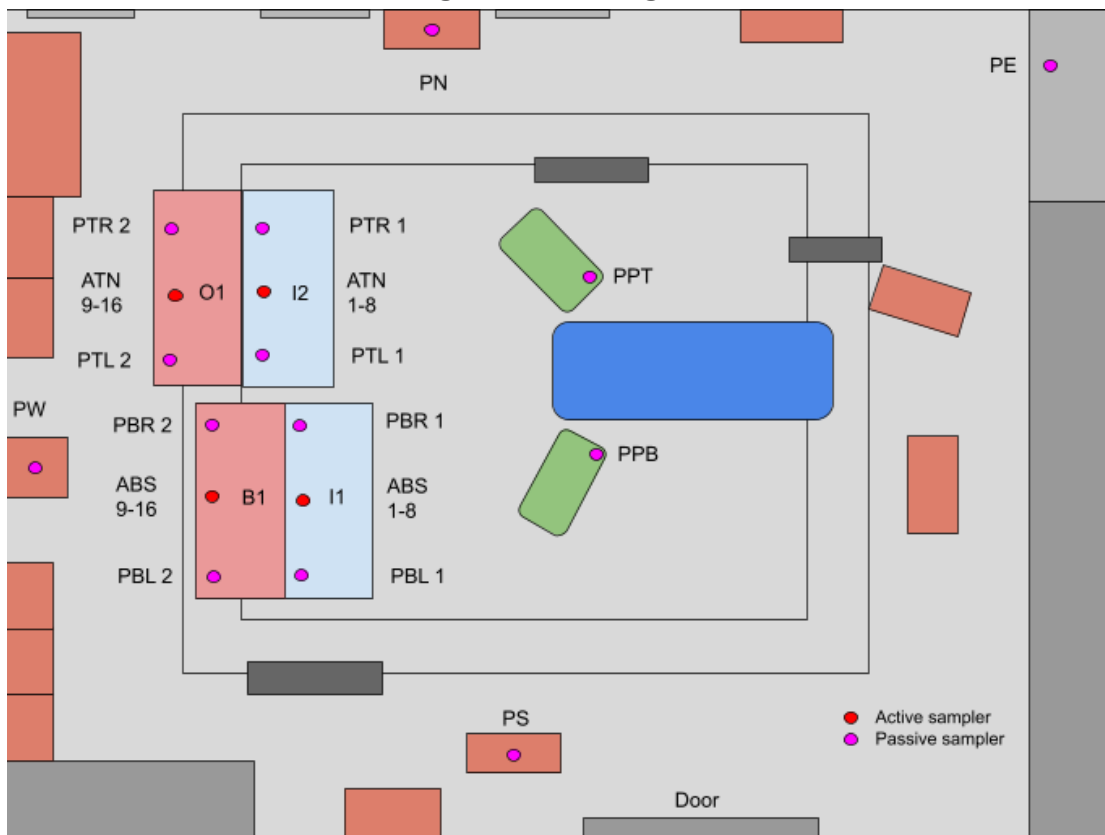 PE
PN
PTR 2
PTR 1
ATN
9-16
O1
I2
ATN
1-8
PPT
PTL 2
PTL 1
PW
PBR 2
PBR 1
PPB
ABS
9-16
B1
I1
ABS
1-8
PBL 2
PBL 1
PS
Active sampler
Passive sampler
Door